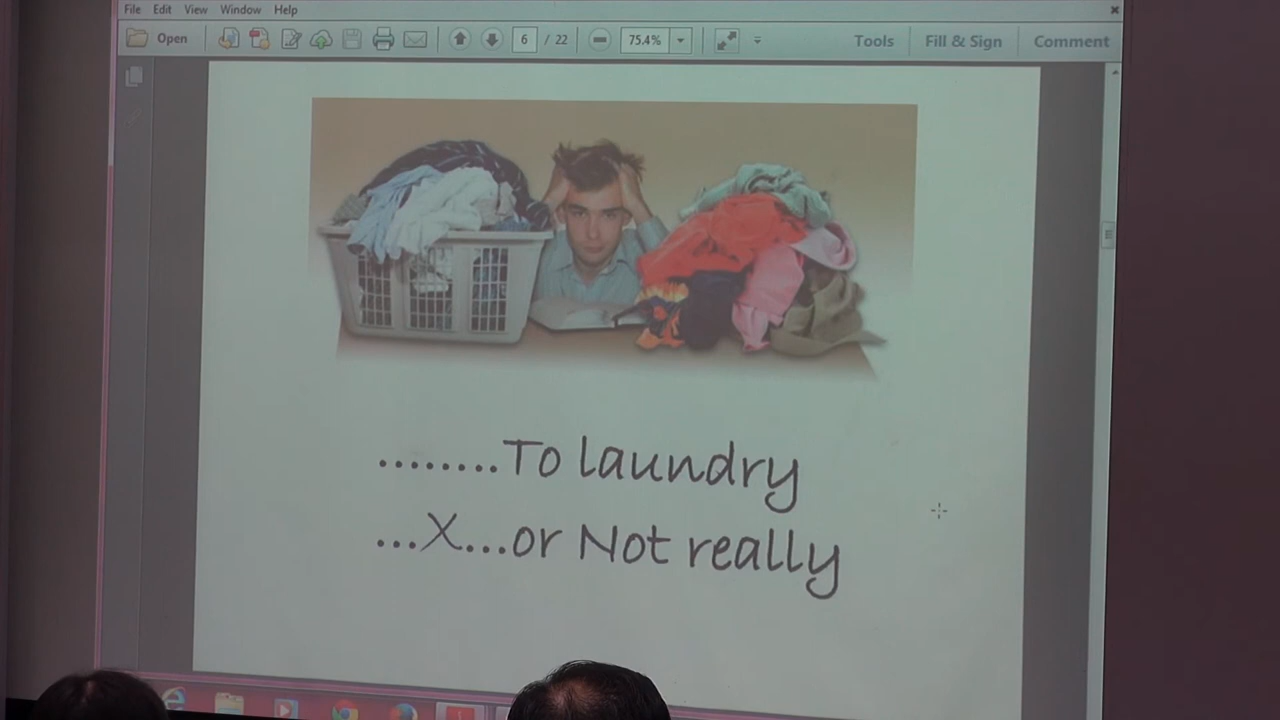 File Edit View Window Help
Open 6 / 22 75.4% Tools Fill & Sign Comment
........To laundry
...X...or Not really